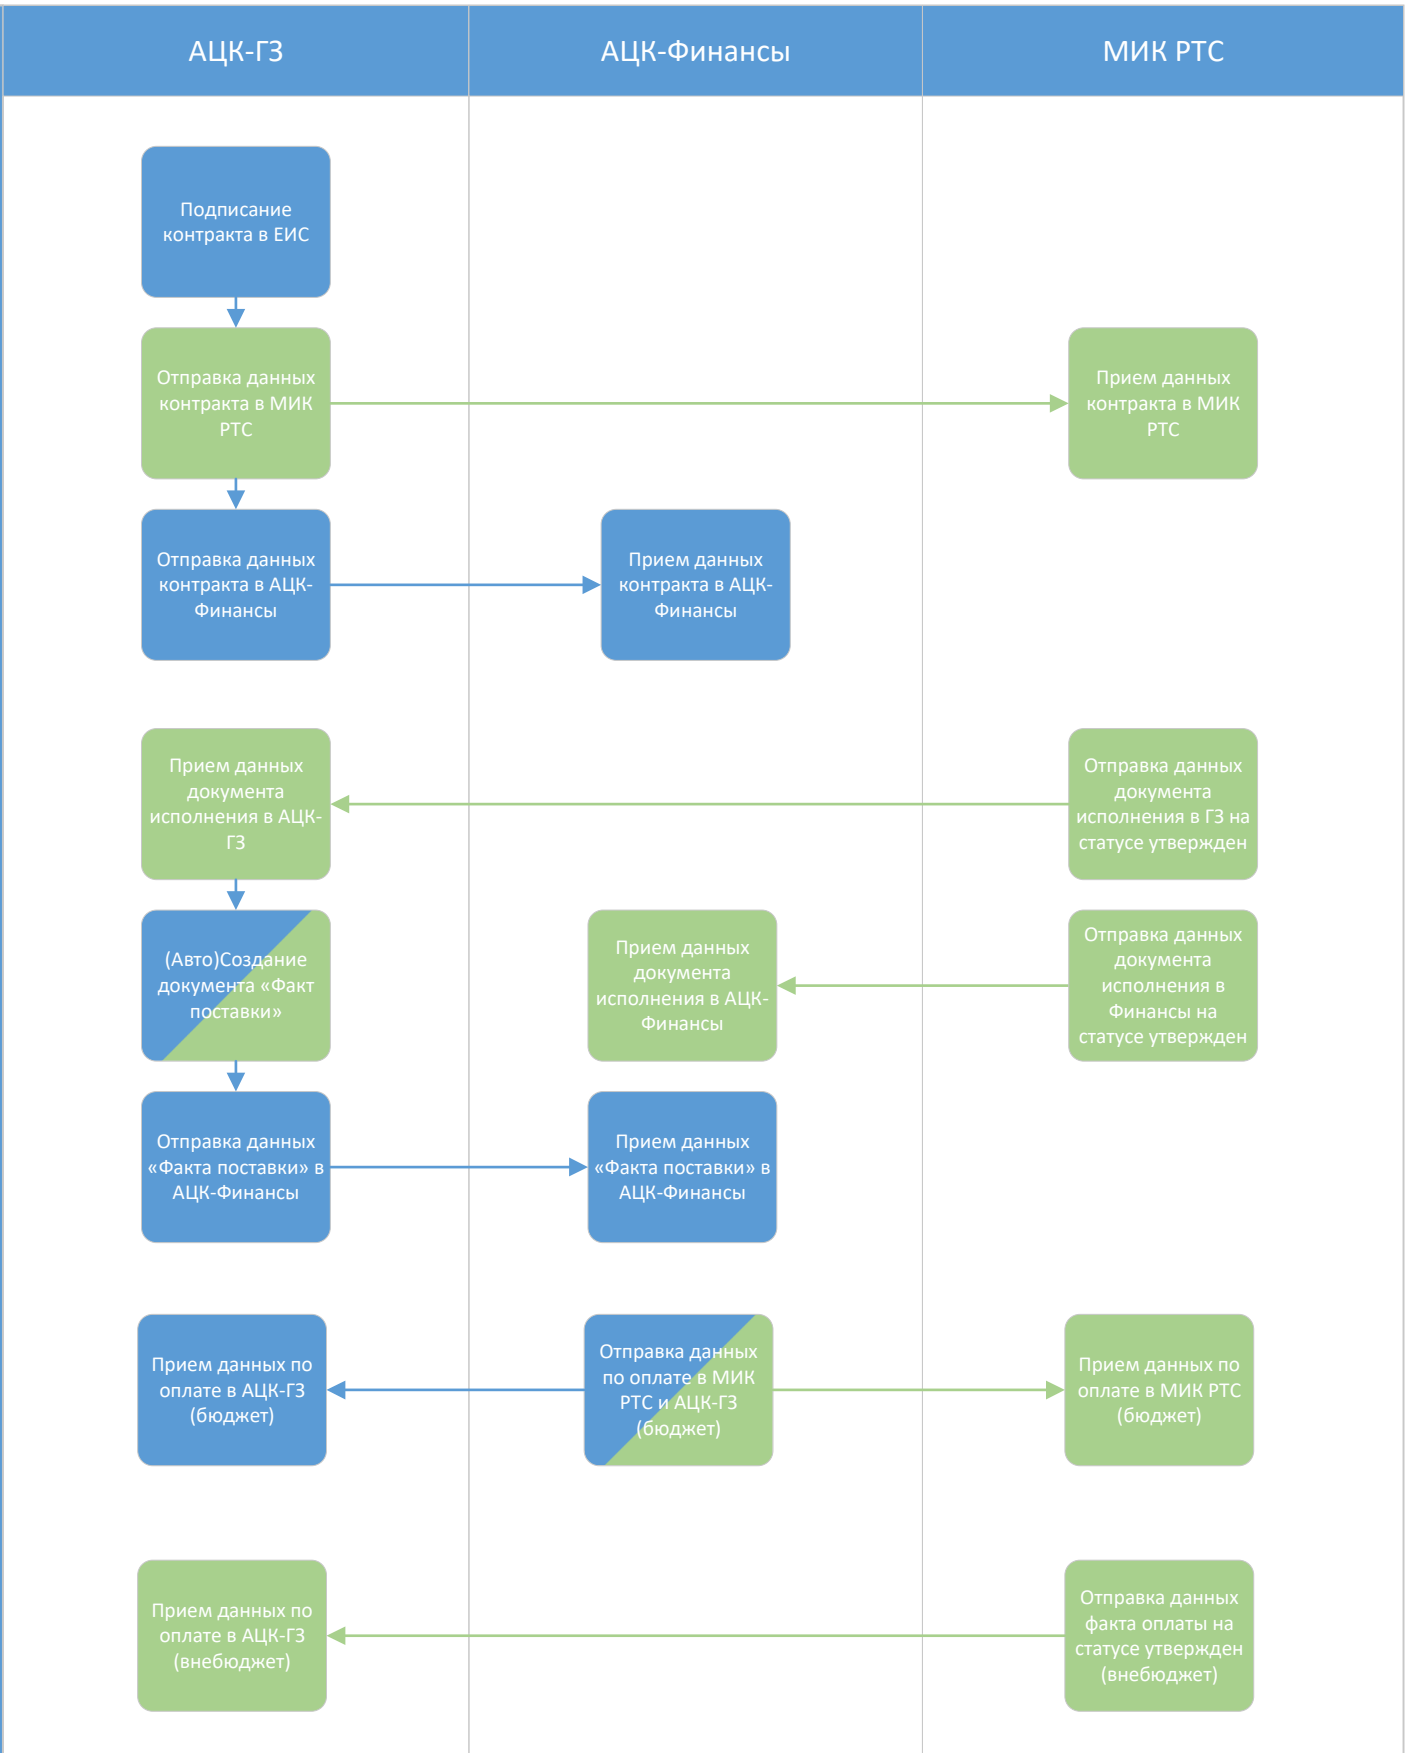 АЦК-ГЗ
АЦК-Финансы
МИК РТС
Подписание
контракта в ЕИС
Отправка данных
контракта в МИК
РТС
Прием данных
контракта в МИК
РТС
Отправка данных
контракта в АЦК-
Финансы
Прием данных
контракта в АЦК-
Финансы
Прием данных
документа
исполнения в АЦК-
ГЗ
Отправка данных
документа
исполнения в ГЗ на
статусе утвержден
(Авто)Создание
документа «Факт
поставки»
Прием данных
документа
исполнения в АЦК-
Финансы
Отправка данных
документа
исполнения в
Финансы на
статусе утвержден
Отправка данных
«Факта поставки» в
АЦК-Финансы
Прием данных
«Факта поставки» в
АЦК-Финансы
Прием данных по
оплате в АЦК-ГЗ
(бюджет)
Отправка данных
по оплате в МИК
РТС и АЦК-ГЗ
(бюджет)
Прием данных по
оплате в МИК РТС
(бюджет)
Прием данных по
оплате в АЦК-ГЗ
(внебюджет)
Отправка данных
факта оплаты на
статусе утвержден
(внебюджет)